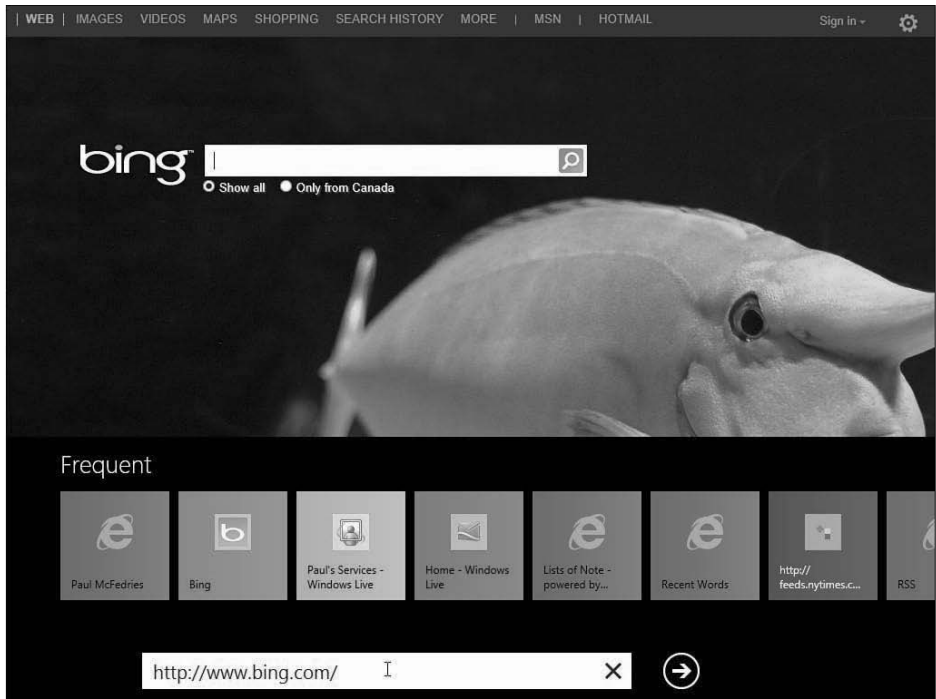 | WEB | IMAGES VIDEOS MAPS SHOPPING SEARCH HISTORY MORE | MSN | HOTMAIL Sign in
bing™
Show all Only from Canada
Frequent
Paul McFedries
Bing
Paul's Services -
Windows Live
Home - Windows
Live
Lists of Note -
powered by...
Recent Words
http://
feeds.nytimes.c...
RSS
http://www.bing.com/